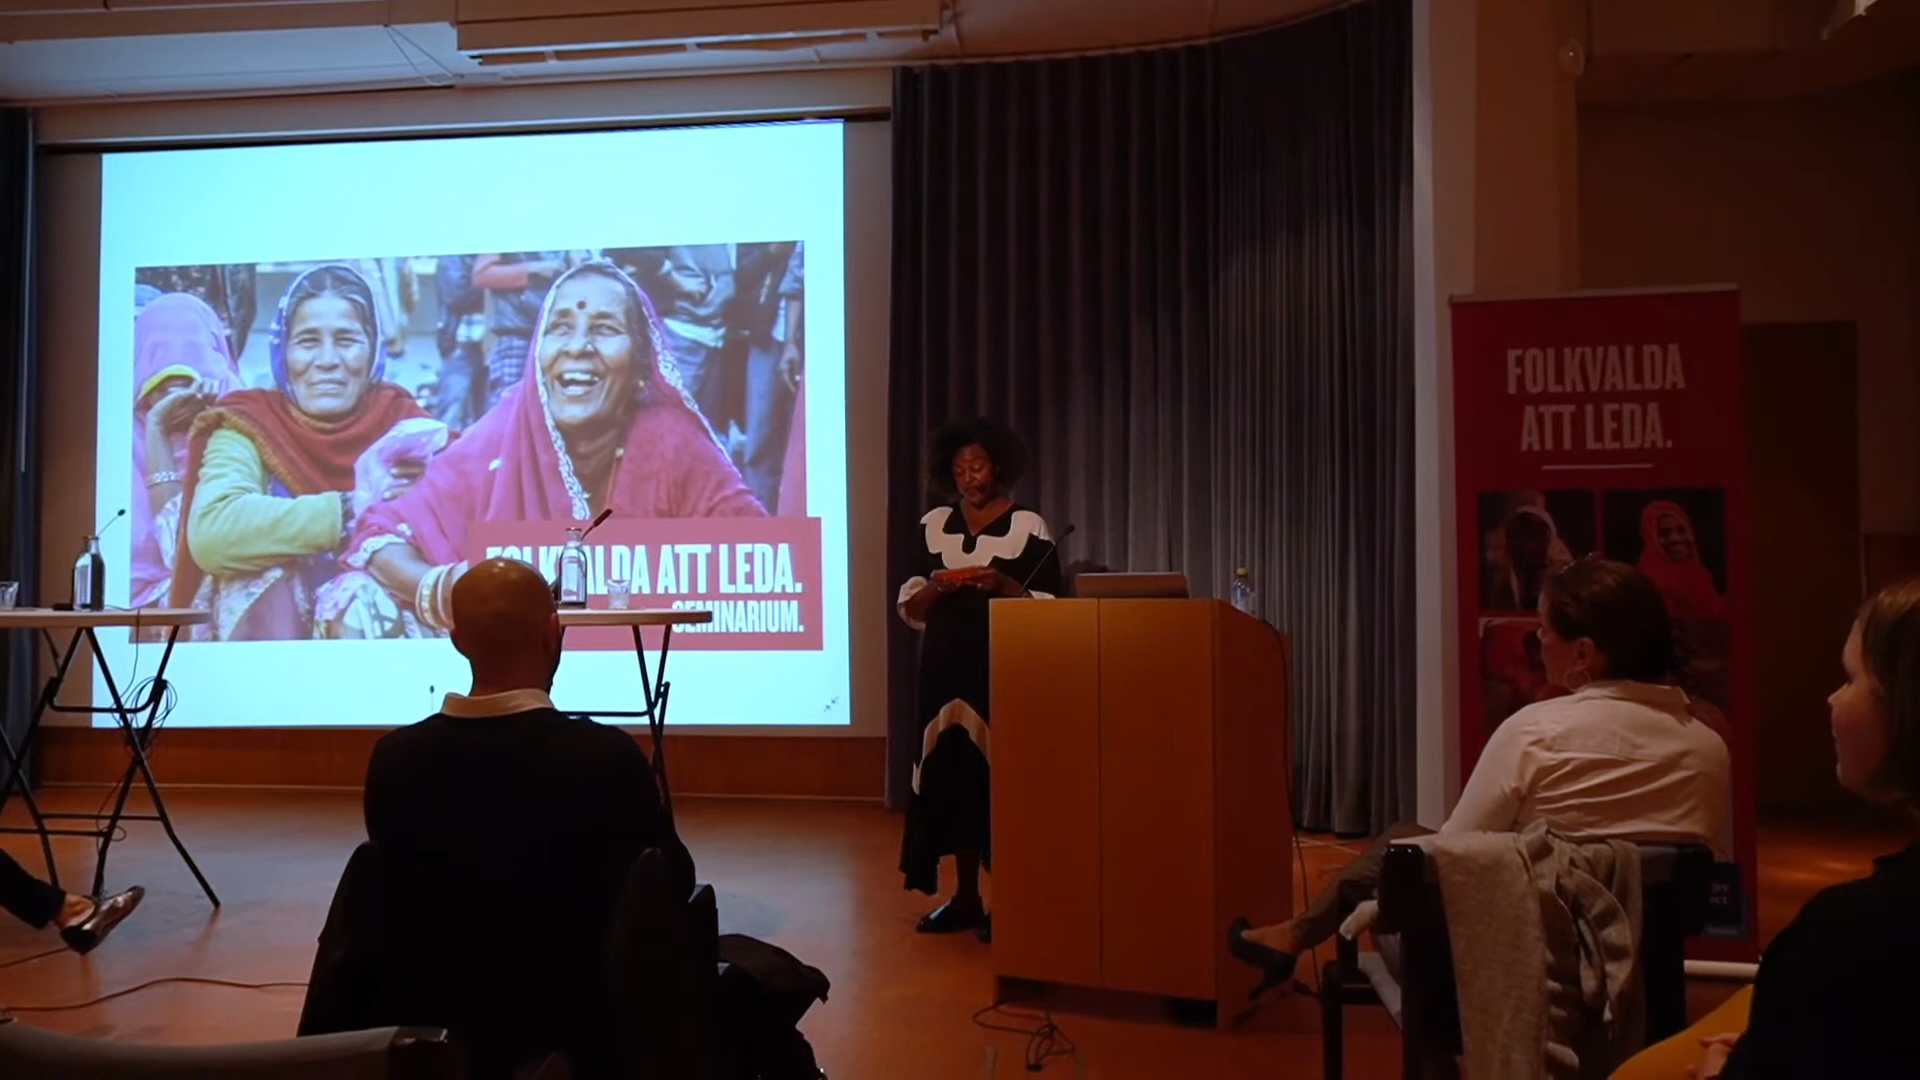 FOLKVALDA ATT LEDA.
SEMINARIUM.
FOLKVALDA
ATT LEDA.